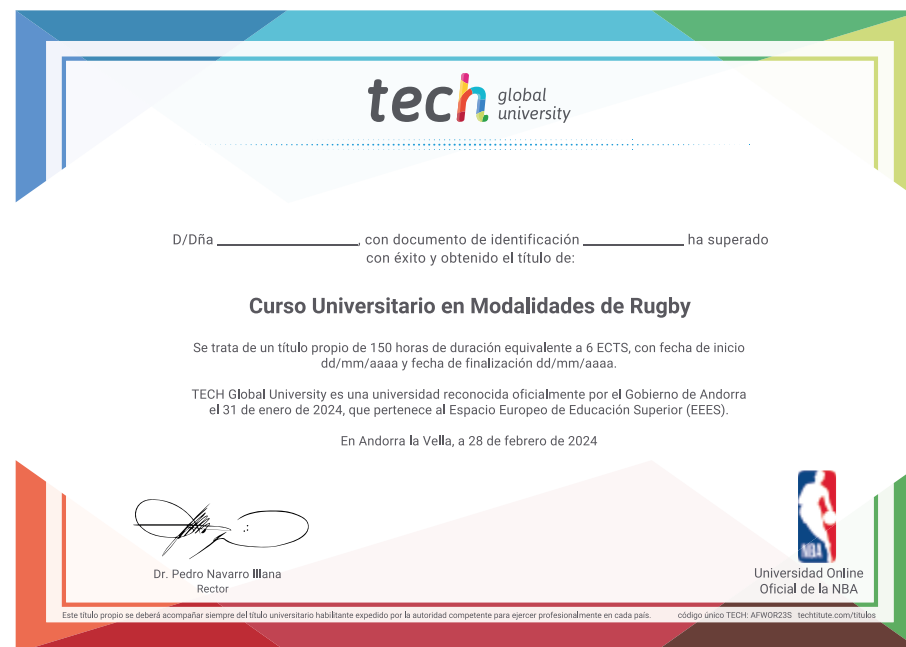 tech global university
D/Dña ____________________, con documento de identificación ______________ ha superado
con éxito y obtenido el título de:
Curso Universitario en Modalidades de Rugby
Se trata de un título propio de 150 horas de duración equivalente a 6 ECTS, con fecha de inicio
dd/mm/aaaa y fecha de finalización dd/mm/aaaa.
TECH Global University es una universidad reconocida oficialmente por el Gobierno de Andorra
el 31 de enero de 2024, que pertenece al Espacio Europeo de Educación Superior (EEES).
En Andorra la Vella, a 28 de febrero de 2024
Dr. Pedro Navarro Illana
Rector
NBA
Universidad Online
Oficial de la NBA
Este título propio se deberá acompañar siempre del título universitario habilitante expedido por la autoridad competente para ejercer profesionalmente en cada país.
código único TECH: AFWOR23S techtitute.com/titulos